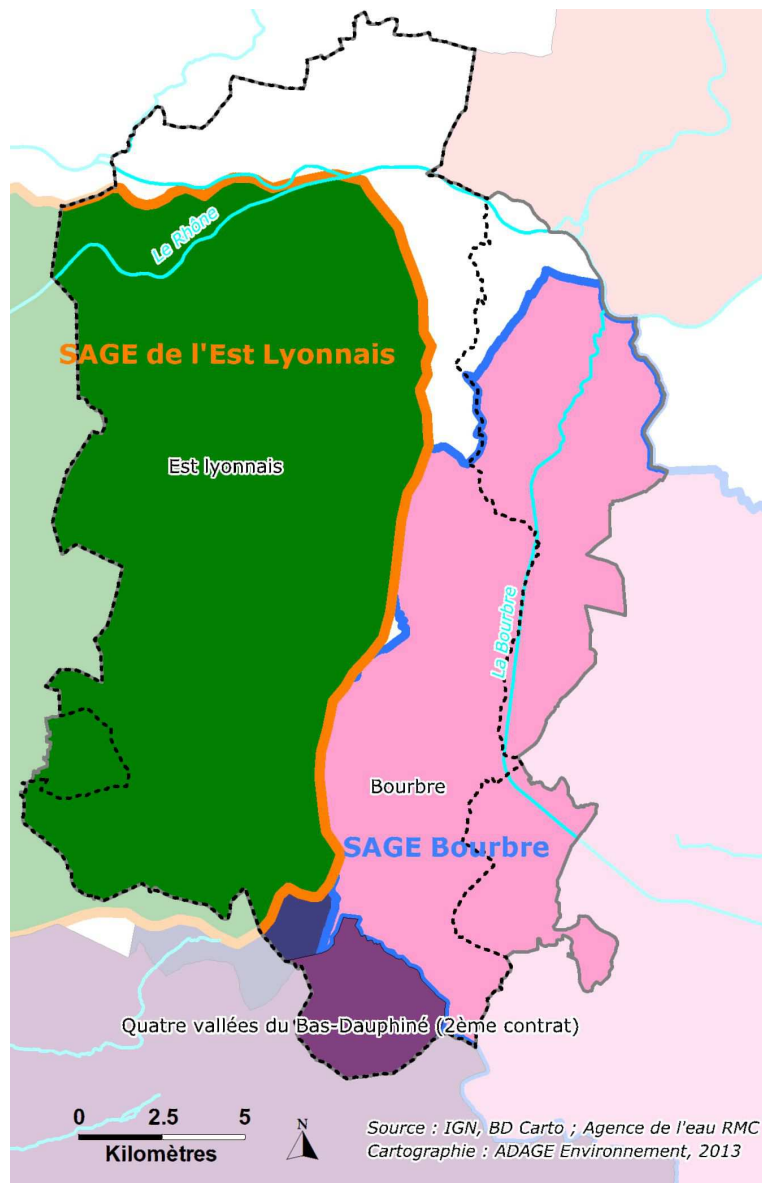 Le Rhône
SAGE de l'Est Lyonnais
Est lyonnais
La Bourbre
Bourbre
SAGE Bourbre
Quatre vallées du Bas-Dauphiné (2ème contrat)
0 2.5 5
Kilomètres
N
Source : IGN, BD Carto ; Agence de l'eau RMC
Cartographie : ADAGE Environnement, 2013